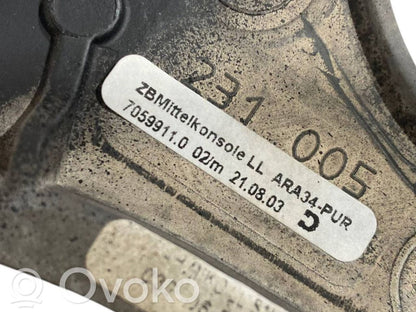 231 005
ZBMittelkonsole LL ARA34-PUR
7059911.0 02/m 21.08.03
Ovoko